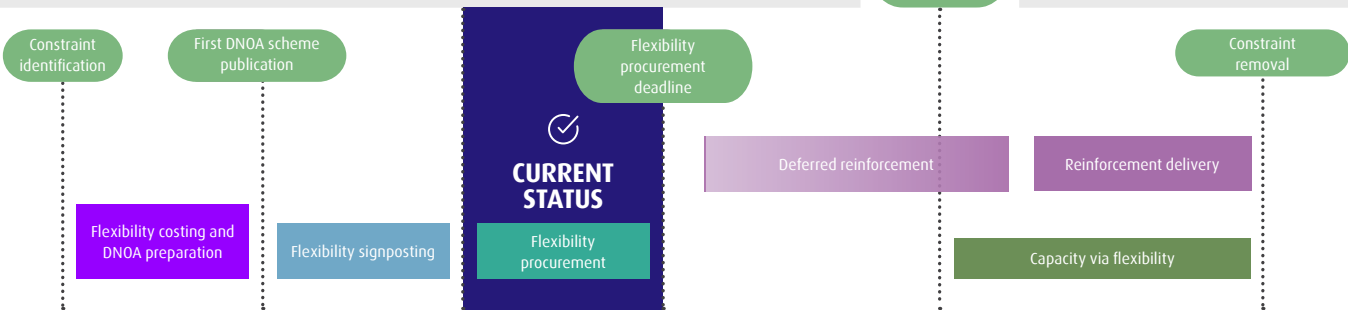 Constraint
identification
First DNOA scheme
publication
Flexibility
procurement
deadline
Constraint
removal
CURRENT
STATUS
Deferred reinforcement
Reinforcement delivery
Flexibility costing and
DNOA preparation
Flexibility signposting
Flexibility
procurement
Capacity via flexibility